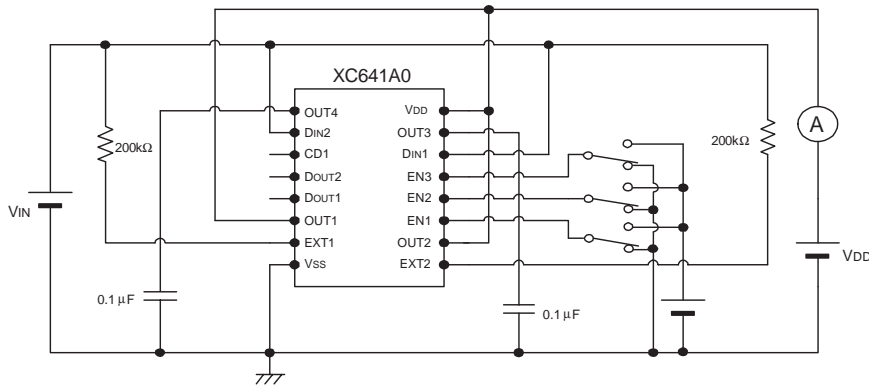 XC641A0
OUT4
DIN2
CD1
DOUT2
DOUT1
OUT1
EXT1
VSS
VDD
OUT3
DIN1
EN3
EN2
EN1
OUT2
EXT2
200kΩ
200kΩ
VIN
0.1 µF
0.1 µF
A
VDD